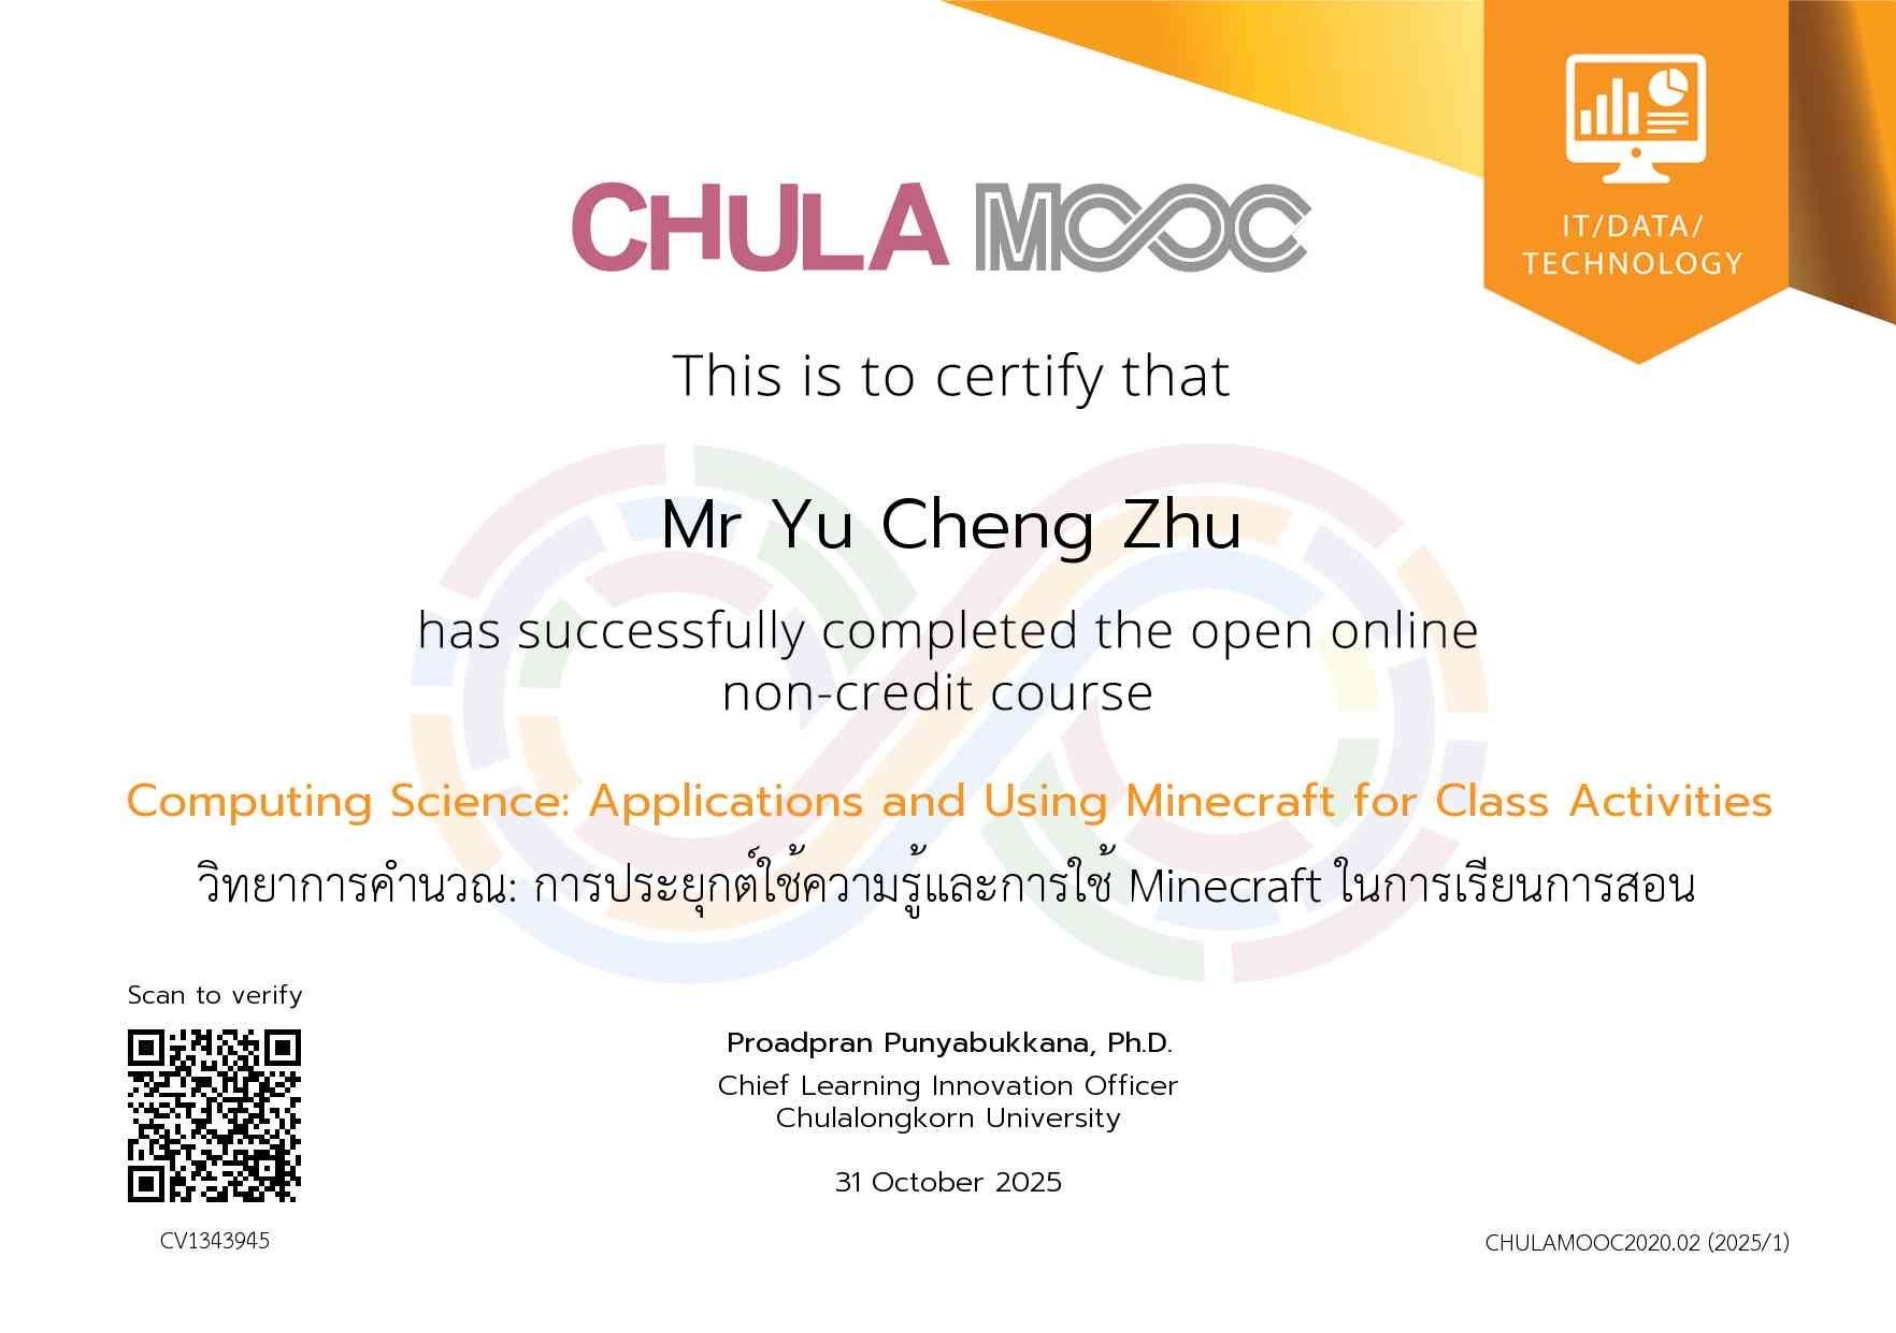 IT/DATA/
TECHNOLOGY
CHULA MOOC
This is to certify that
Mr Yu Cheng Zhu
has successfully completed the open online
non-credit course
Computing Science: Applications and Using Minecraft for Class Activities
วิทยาการคำนวณ: การประยุกต์ใช้ความรู้และการใช้ Minecraft ในการเรียนการสอน
Scan to verify
Proadpran Punyabukkana, Ph.D.
Chief Learning Innovation Officer
Chulalongkorn University
31 October 2025
CV1343945
CHULAMOOC2020.02 (2025/1)